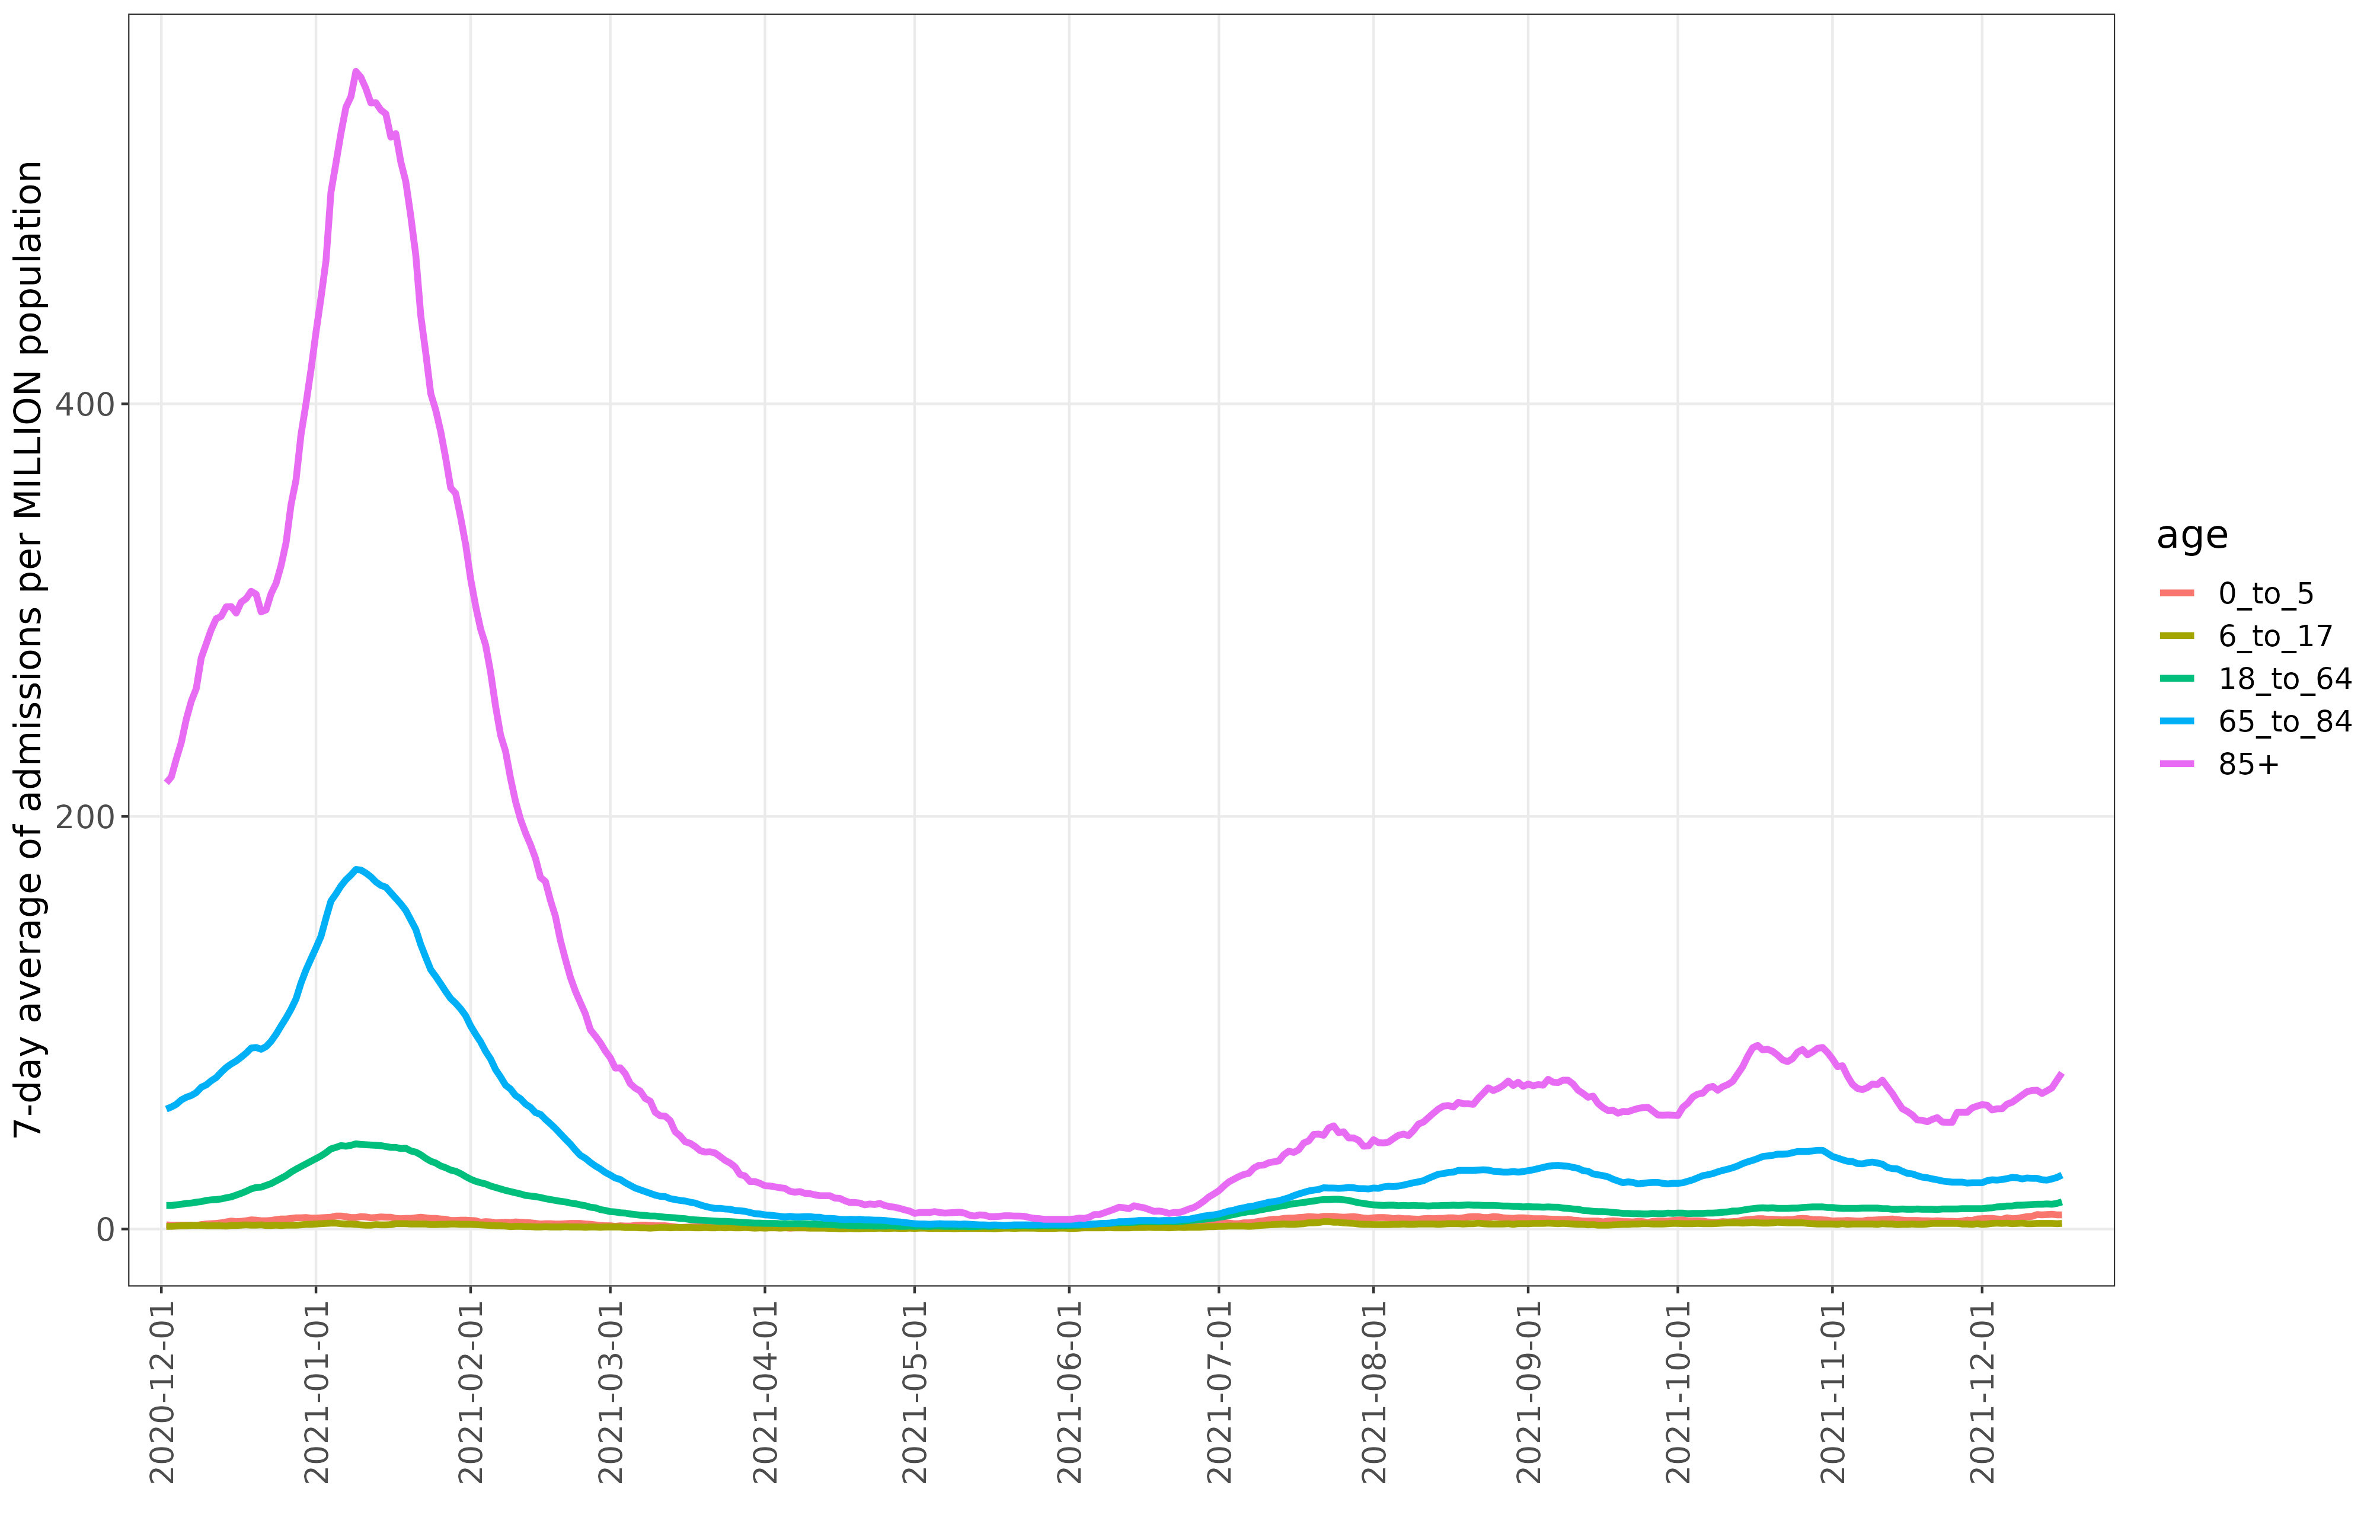 7-day average of admissions per MILLION population
400
200
0
2020-12-01
2021-01-01
2021-02-01
2021-03-01
2021-04-01
2021-05-01
2021-06-01
2021-07-01
2021-08-01
2021-09-01
2021-10-01
2021-11-01
2021-12-01
age
0_to_5
6_to_17
18_to_64
65_to_84
85+